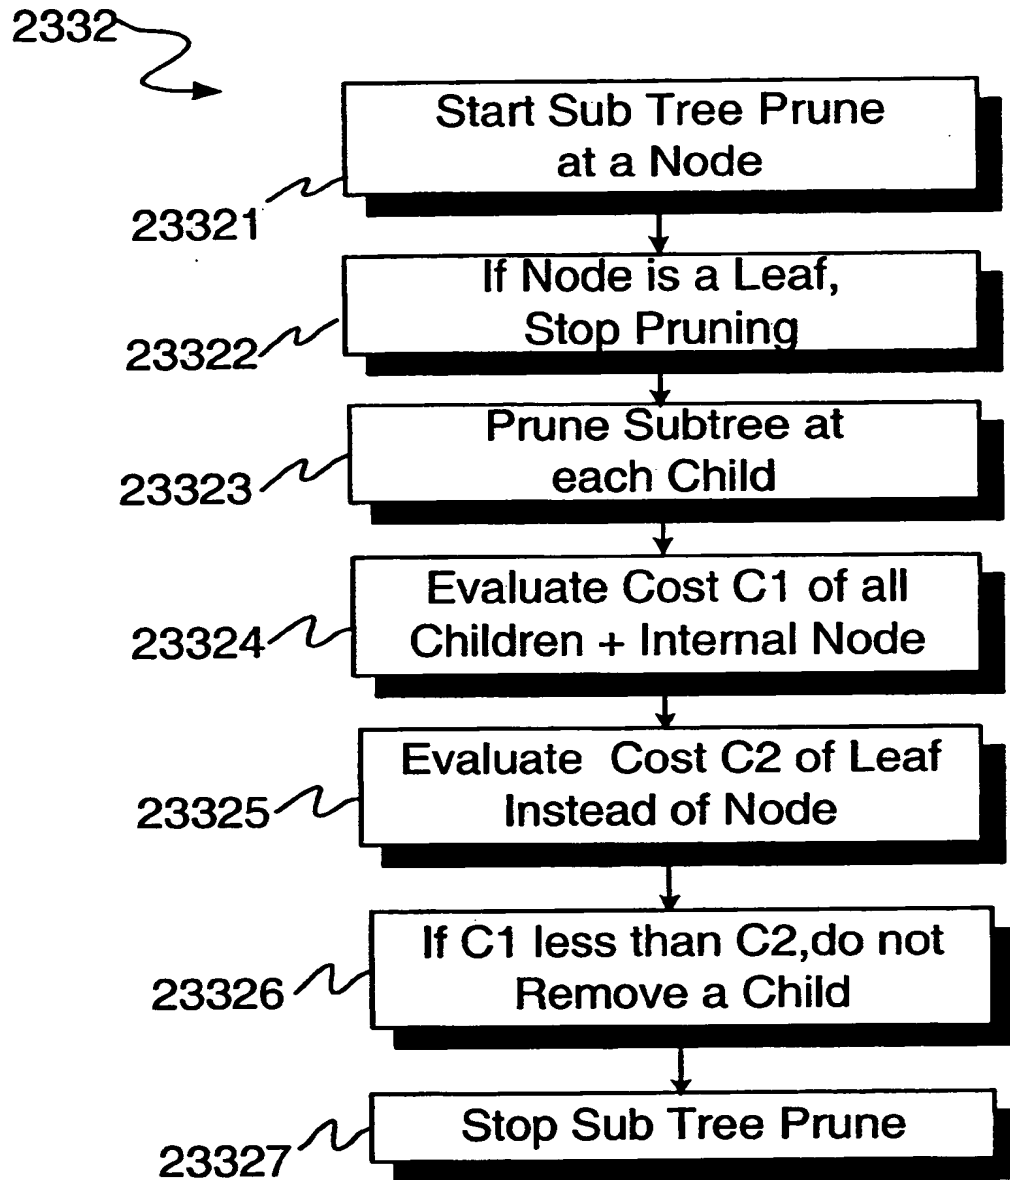 2332
Start Sub Tree Prune
at a Node
23321
If Node is a Leaf,
Stop Pruning
23322
Prune Subtree at
each Child
23323
Evaluate Cost C1 of all
Children + Internal Node
23324
Evaluate Cost C2 of Leaf
Instead of Node
23325
If C1 less than C2,do not
Remove a Child
23326
Stop Sub Tree Prune
23327